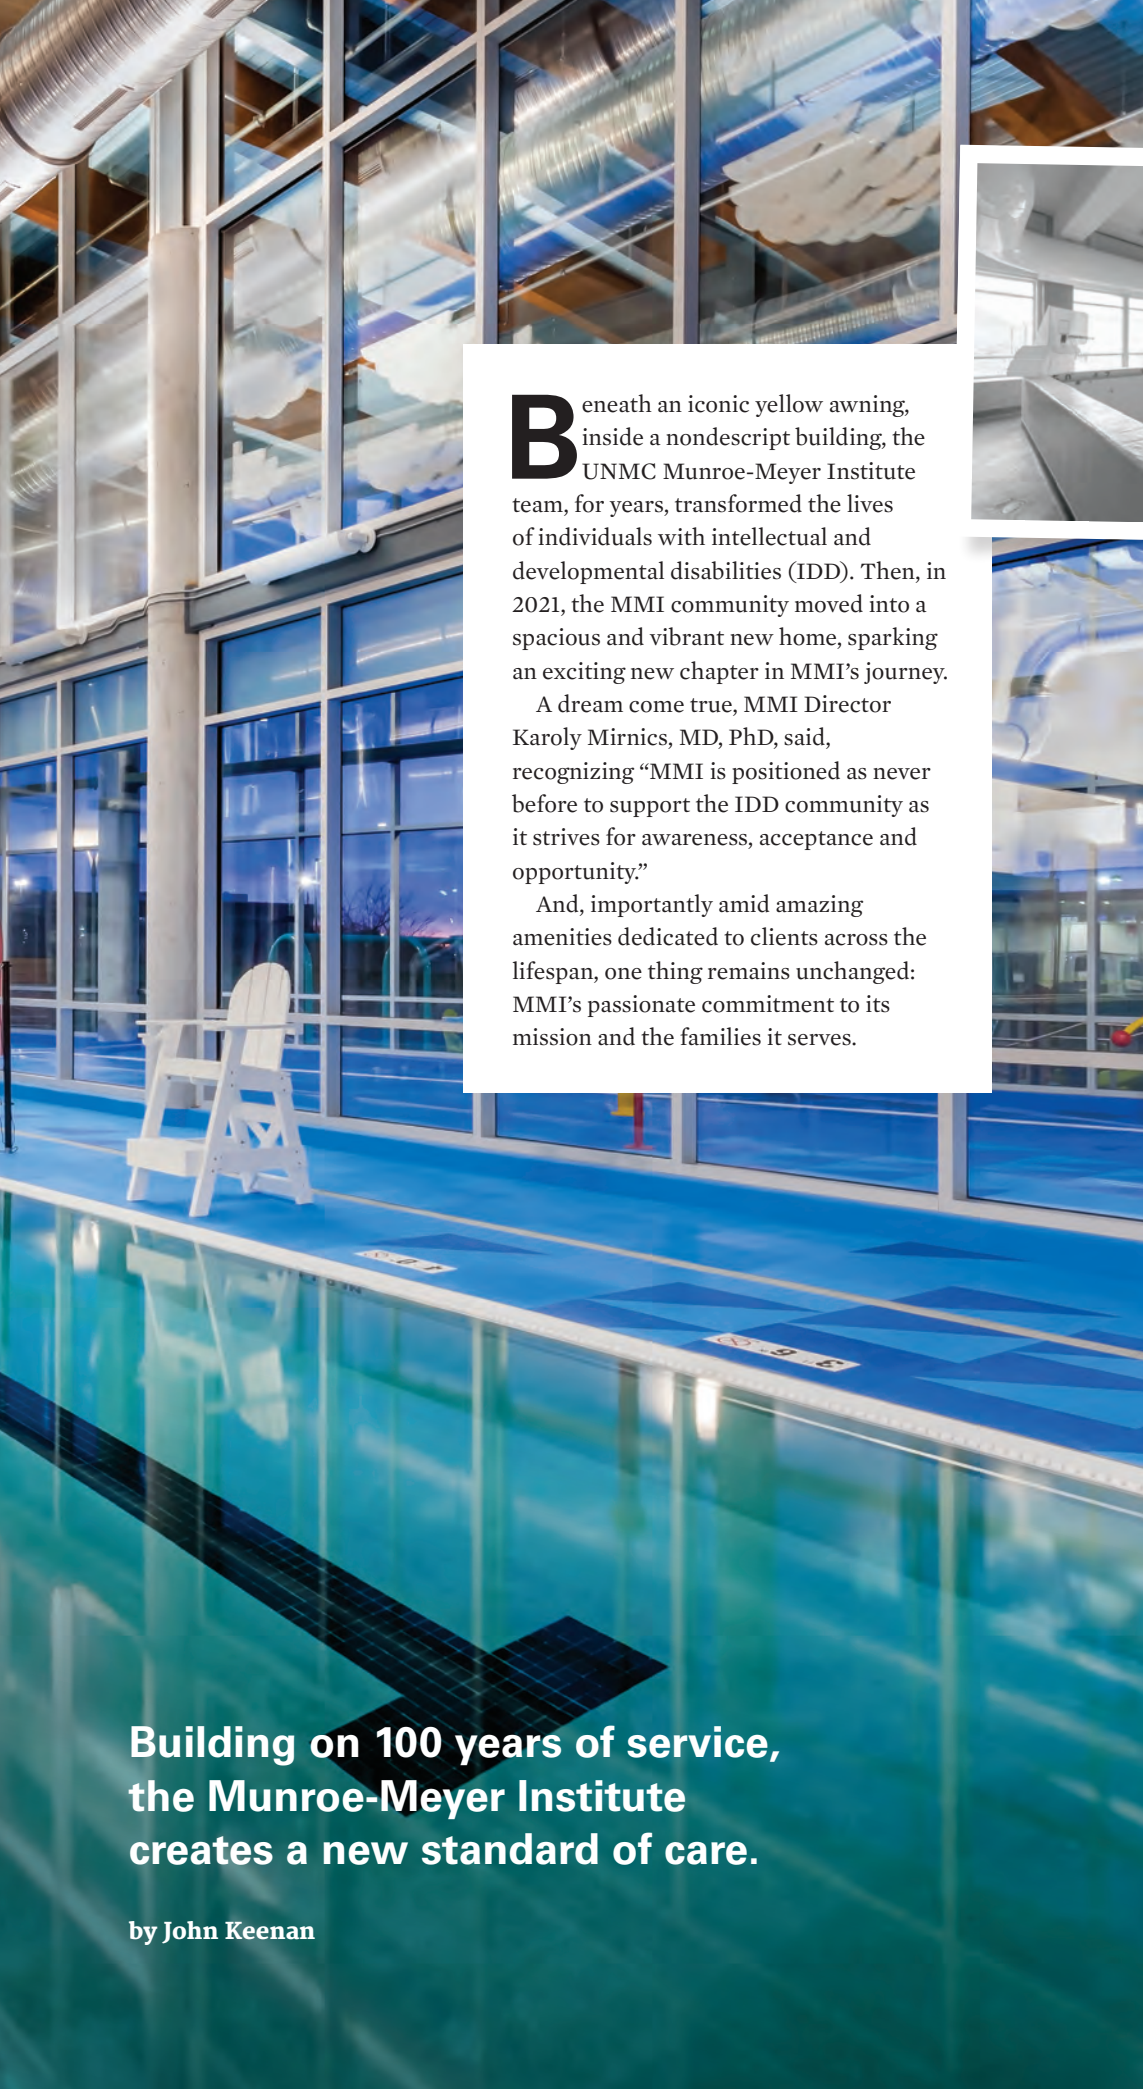 Beneath an iconic yellow awning,
inside a nondescript building, the
UNMC Munroe-Meyer Institute
team, for years, transformed the lives
of individuals with intellectual and
developmental disabilities (IDD). Then, in
2021, the MMI community moved into a
spacious and vibrant new home, sparking
an exciting new chapter in MMI’s journey.
A dream come true, MMI Director
Karoly Mirnics, MD, PhD, said,
recognizing “MMI is positioned as never
before to support the IDD community as
it strives for awareness, acceptance and
opportunity.”
And, importantly amid amazing
amenities dedicated to clients across the
lifespan, one thing remains unchanged:
MMI’s passionate commitment to its
mission and the families it serves.
Building on 100 years of service,
the Munroe-Meyer Institute
creates a new standard of care.
by John Keenan